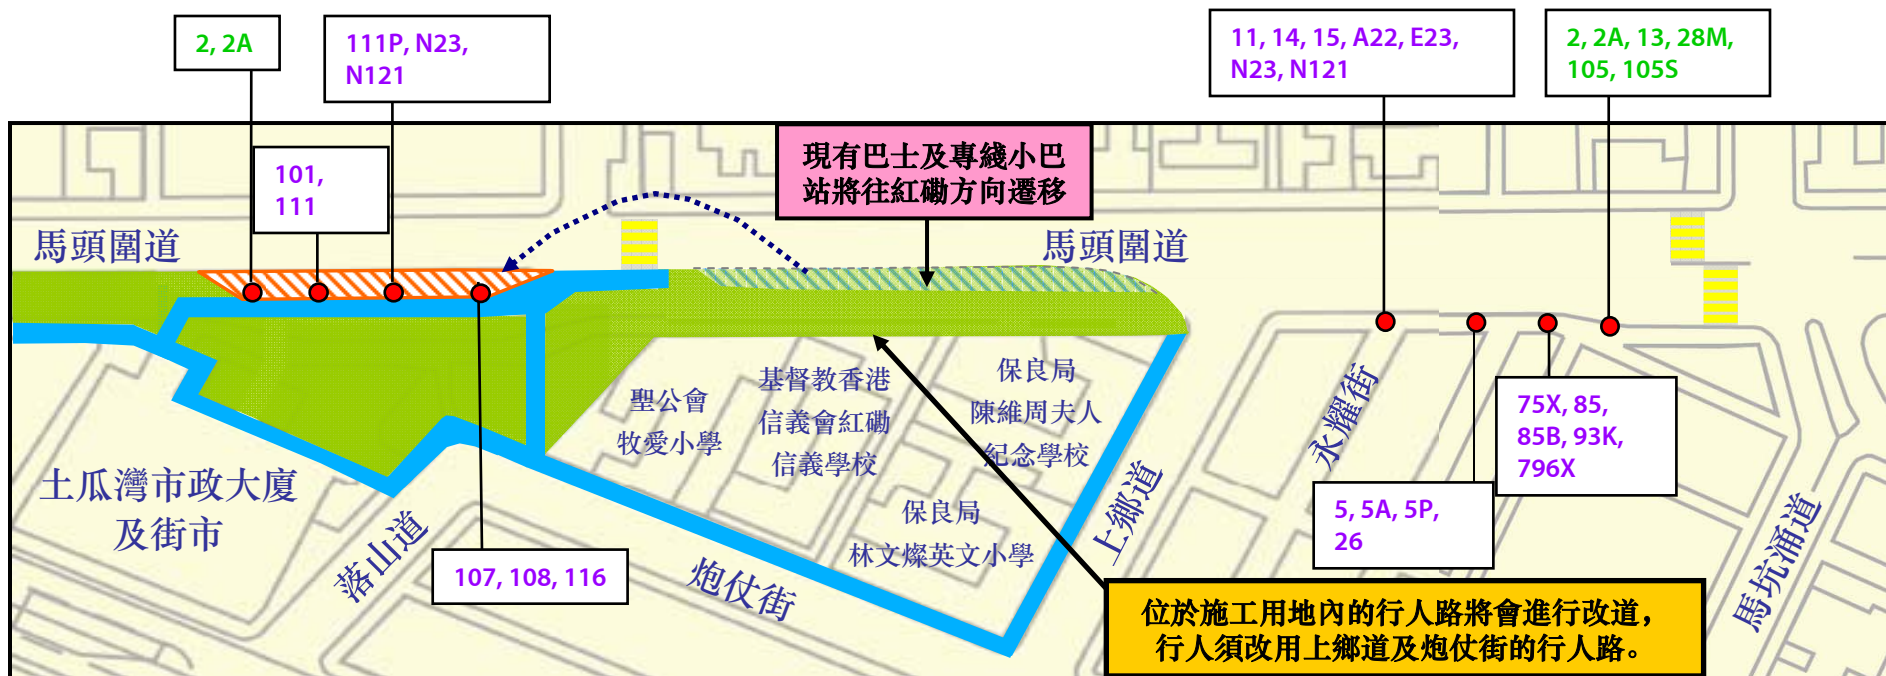 2, 2A
111P, N23,
N121
11, 14, 15, A22, E23,
N23, N121
2, 2A, 13, 28M,
105, 105S
101,
111
現有巴士及專綫小巴
站將往紅磡方向遷移
馬頭圍道
馬頭圍道
聖公會
牧愛小學
基督教香港
信義會紅磡
信義學校
保良局
陳維周夫人
紀念學校
保良局
林文燦英文小學
永耀街
75X, 85,
85B, 93K,
796X
5, 5A, 5P,
26
土瓜灣市政大廈
及街市
落山道
107, 108, 116
炮仗街
上鄉道
馬坑涌道
位於施工用地內的行人路將會進行改道,
行人須改用上鄉道及炮仗街的行人路。